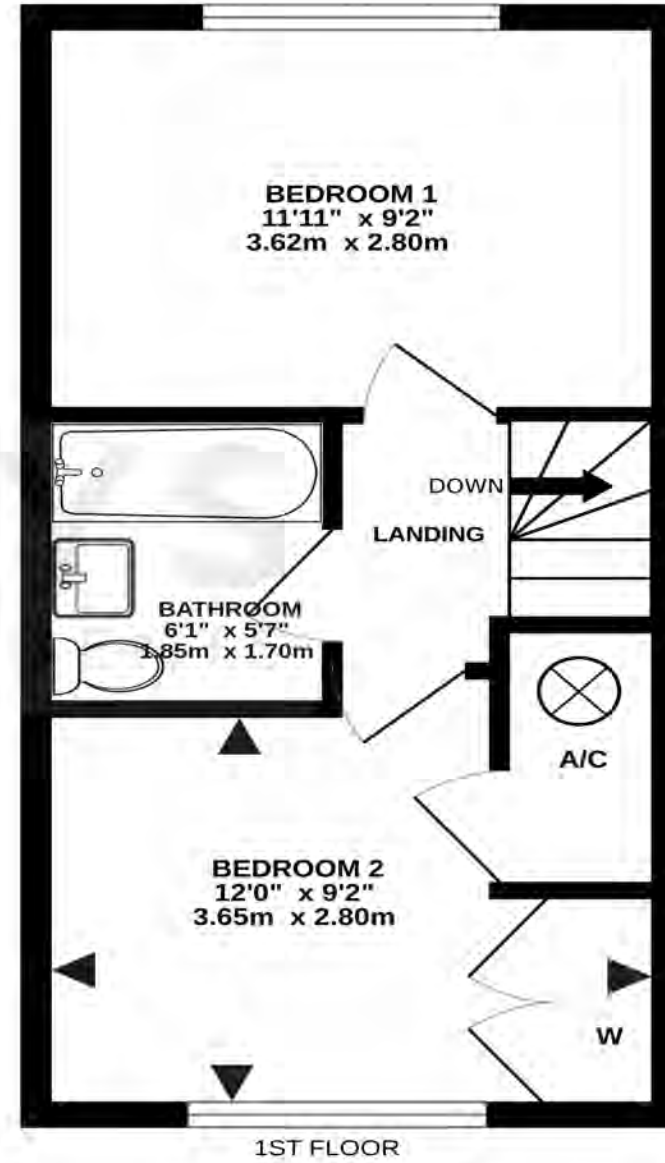 BEDROOM 1
11'11" x 9'2"
3.62m x 2.80m
DOWN
LANDING
BATHROOM
6'1" x 5'7"
1.85m x 1.70m
A/C
BEDROOM 2
12'0" x 9'2"
3.65m x 2.80m
W
1ST FLOOR